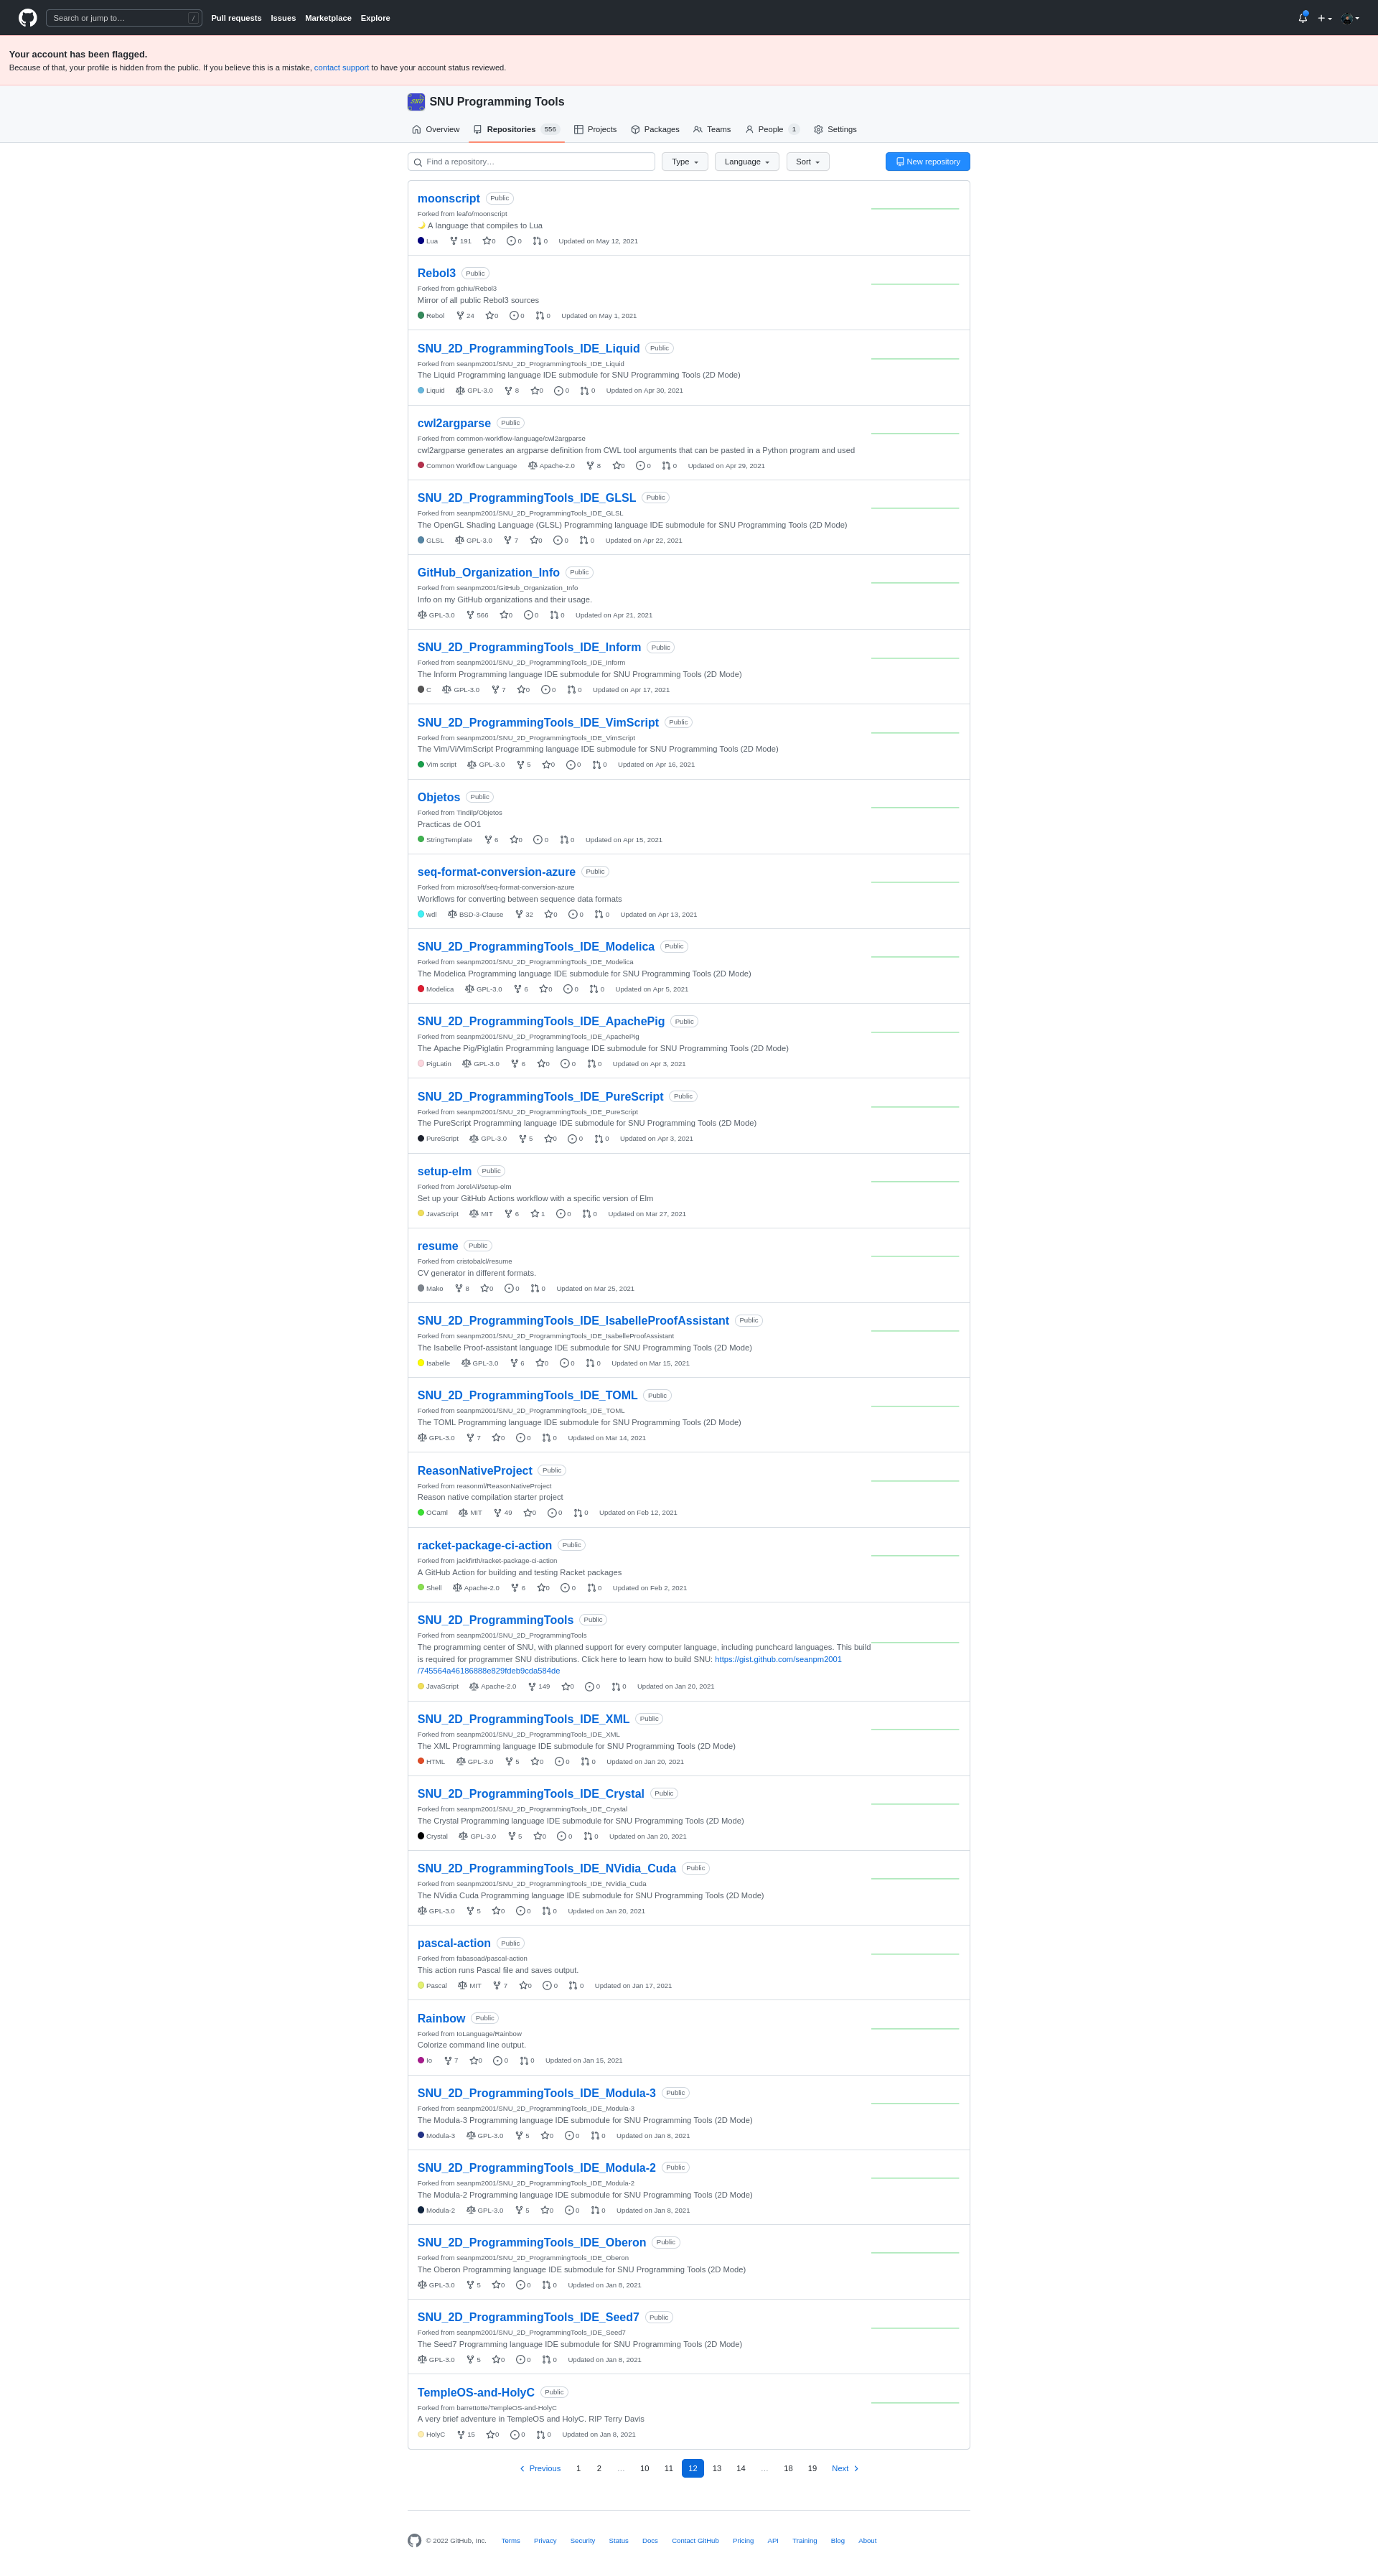 Search or jump to… /
Pull requests Issues Marketplace Explore
Your account has been flagged.
Because of that, your profile is hidden from the public. If you believe this is a mistake, contact support to have your account status reviewed.
SNU Programming Tools
Overview Repositories 556 Projects Packages Teams People 1 Settings
Find a repository… Type Language Sort New repository
moonscript Public
Forked from leafo/moonscript
🌙 A language that compiles to Lua
Lua 191 0 0 0 Updated on May 12, 2021
Rebol3 Public
Forked from gchiu/Rebol3
Mirror of all public Rebol3 sources
Rebol 24 0 0 0 Updated on May 1, 2021
SNU_2D_ProgrammingTools_IDE_Liquid Public
Forked from seanpm2001/SNU_2D_ProgrammingTools_IDE_Liquid
The Liquid Programming language IDE submodule for SNU Programming Tools (2D Mode)
Liquid GPL-3.0 8 0 0 0 Updated on Apr 30, 2021
cwl2argparse Public
Forked from common-workflow-language/cwl2argparse
cwl2argparse generates an argparse definition from CWL tool arguments that can be pasted in a Python program and used
Common Workflow Language Apache-2.0 8 0 0 0 Updated on Apr 29, 2021
SNU_2D_ProgrammingTools_IDE_GLSL Public
Forked from seanpm2001/SNU_2D_ProgrammingTools_IDE_GLSL
The OpenGL Shading Language (GLSL) Programming language IDE submodule for SNU Programming Tools (2D Mode)
GLSL GPL-3.0 7 0 0 0 Updated on Apr 22, 2021
GitHub_Organization_Info Public
Forked from seanpm2001/GitHub_Organization_Info
Info on my GitHub organizations and their usage.
GPL-3.0 566 0 0 0 Updated on Apr 21, 2021
SNU_2D_ProgrammingTools_IDE_Inform Public
Forked from seanpm2001/SNU_2D_ProgrammingTools_IDE_Inform
The Inform Programming language IDE submodule for SNU Programming Tools (2D Mode)
C GPL-3.0 7 0 0 0 Updated on Apr 17, 2021
SNU_2D_ProgrammingTools_IDE_VimScript Public
Forked from seanpm2001/SNU_2D_ProgrammingTools_IDE_VimScript
The Vim/Vi/VimScript Programming language IDE submodule for SNU Programming Tools (2D Mode)
Vim script GPL-3.0 5 0 0 0 Updated on Apr 16, 2021
Objetos Public
Forked from Tindilp/Objetos
Practicas de OO1
StringTemplate 6 0 0 0 Updated on Apr 15, 2021
seq-format-conversion-azure Public
Forked from microsoft/seq-format-conversion-azure
Workflows for converting between sequence data formats
wdl BSD-3-Clause 32 0 0 0 Updated on Apr 13, 2021
SNU_2D_ProgrammingTools_IDE_Modelica Public
Forked from seanpm2001/SNU_2D_ProgrammingTools_IDE_Modelica
The Modelica Programming language IDE submodule for SNU Programming Tools (2D Mode)
Modelica GPL-3.0 6 0 0 0 Updated on Apr 5, 2021
SNU_2D_ProgrammingTools_IDE_ApachePig Public
Forked from seanpm2001/SNU_2D_ProgrammingTools_IDE_ApachePig
The Apache Pig/Piglatin Programming language IDE submodule for SNU Programming Tools (2D Mode)
PigLatin GPL-3.0 6 0 0 0 Updated on Apr 3, 2021
SNU_2D_ProgrammingTools_IDE_PureScript Public
Forked from seanpm2001/SNU_2D_ProgrammingTools_IDE_PureScript
The PureScript Programming language IDE submodule for SNU Programming Tools (2D Mode)
PureScript GPL-3.0 5 0 0 0 Updated on Apr 3, 2021
setup-elm Public
Forked from JorelAli/setup-elm
Set up your GitHub Actions workflow with a specific version of Elm
JavaScript MIT 6 1 0 0 Updated on Mar 27, 2021
resume Public
Forked from cristobalcl/resume
CV generator in different formats.
Mako 8 0 0 0 Updated on Mar 25, 2021
SNU_2D_ProgrammingTools_IDE_IsabelleProofAssistant Public
Forked from seanpm2001/SNU_2D_ProgrammingTools_IDE_IsabelleProofAssistant
The Isabelle Proof-assistant language IDE submodule for SNU Programming Tools (2D Mode)
Isabelle GPL-3.0 6 0 0 0 Updated on Mar 15, 2021
SNU_2D_ProgrammingTools_IDE_TOML Public
Forked from seanpm2001/SNU_2D_ProgrammingTools_IDE_TOML
The TOML Programming language IDE submodule for SNU Programming Tools (2D Mode)
GPL-3.0 7 0 0 0 Updated on Mar 14, 2021
ReasonNativeProject Public
Forked from reasonml/ReasonNativeProject
Reason native compilation starter project
OCaml MIT 49 0 0 0 Updated on Feb 12, 2021
racket-package-ci-action Public
Forked from jackfirth/racket-package-ci-action
A GitHub Action for building and testing Racket packages
Shell Apache-2.0 6 0 0 0 Updated on Feb 2, 2021
SNU_2D_ProgrammingTools Public
Forked from seanpm2001/SNU_2D_ProgrammingTools
The programming center of SNU, with planned support for every computer language, including punchcard languages. This build
is required for programmer SNU distributions. Click here to learn how to build SNU: https://gist.github.com/seanpm2001
/745564a46186888e829fdeb9cda584de
JavaScript Apache-2.0 149 0 0 0 Updated on Jan 20, 2021
SNU_2D_ProgrammingTools_IDE_XML Public
Forked from seanpm2001/SNU_2D_ProgrammingTools_IDE_XML
The XML Programming language IDE submodule for SNU Programming Tools (2D Mode)
HTML GPL-3.0 5 0 0 0 Updated on Jan 20, 2021
SNU_2D_ProgrammingTools_IDE_Crystal Public
Forked from seanpm2001/SNU_2D_ProgrammingTools_IDE_Crystal
The Crystal Programming language IDE submodule for SNU Programming Tools (2D Mode)
Crystal GPL-3.0 5 0 0 0 Updated on Jan 20, 2021
SNU_2D_ProgrammingTools_IDE_NVidia_Cuda Public
Forked from seanpm2001/SNU_2D_ProgrammingTools_IDE_NVidia_Cuda
The NVidia Cuda Programming language IDE submodule for SNU Programming Tools (2D Mode)
GPL-3.0 5 0 0 0 Updated on Jan 20, 2021
pascal-action Public
Forked from fabasoad/pascal-action
This action runs Pascal file and saves output.
Pascal MIT 7 0 0 0 Updated on Jan 17, 2021
Rainbow Public
Forked from IoLanguage/Rainbow
Colorize command line output.
Io 7 0 0 0 Updated on Jan 15, 2021
SNU_2D_ProgrammingTools_IDE_Modula-3 Public
Forked from seanpm2001/SNU_2D_ProgrammingTools_IDE_Modula-3
The Modula-3 Programming language IDE submodule for SNU Programming Tools (2D Mode)
Modula-3 GPL-3.0 5 0 0 0 Updated on Jan 8, 2021
SNU_2D_ProgrammingTools_IDE_Modula-2 Public
Forked from seanpm2001/SNU_2D_ProgrammingTools_IDE_Modula-2
The Modula-2 Programming language IDE submodule for SNU Programming Tools (2D Mode)
Modula-2 GPL-3.0 5 0 0 0 Updated on Jan 8, 2021
SNU_2D_ProgrammingTools_IDE_Oberon Public
Forked from seanpm2001/SNU_2D_ProgrammingTools_IDE_Oberon
The Oberon Programming language IDE submodule for SNU Programming Tools (2D Mode)
GPL-3.0 5 0 0 0 Updated on Jan 8, 2021
SNU_2D_ProgrammingTools_IDE_Seed7 Public
Forked from seanpm2001/SNU_2D_ProgrammingTools_IDE_Seed7
The Seed7 Programming language IDE submodule for SNU Programming Tools (2D Mode)
GPL-3.0 5 0 0 0 Updated on Jan 8, 2021
TempleOS-and-HolyC Public
Forked from barrettotte/TempleOS-and-HolyC
A very brief adventure in TempleOS and HolyC. RIP Terry Davis
HolyC 15 0 0 0 Updated on Jan 8, 2021
Previous 1 2 … 10 11 12 13 14 … 18 19 Next
© 2022 GitHub, Inc. Terms Privacy Security Status Docs Contact GitHub Pricing API Training Blog About